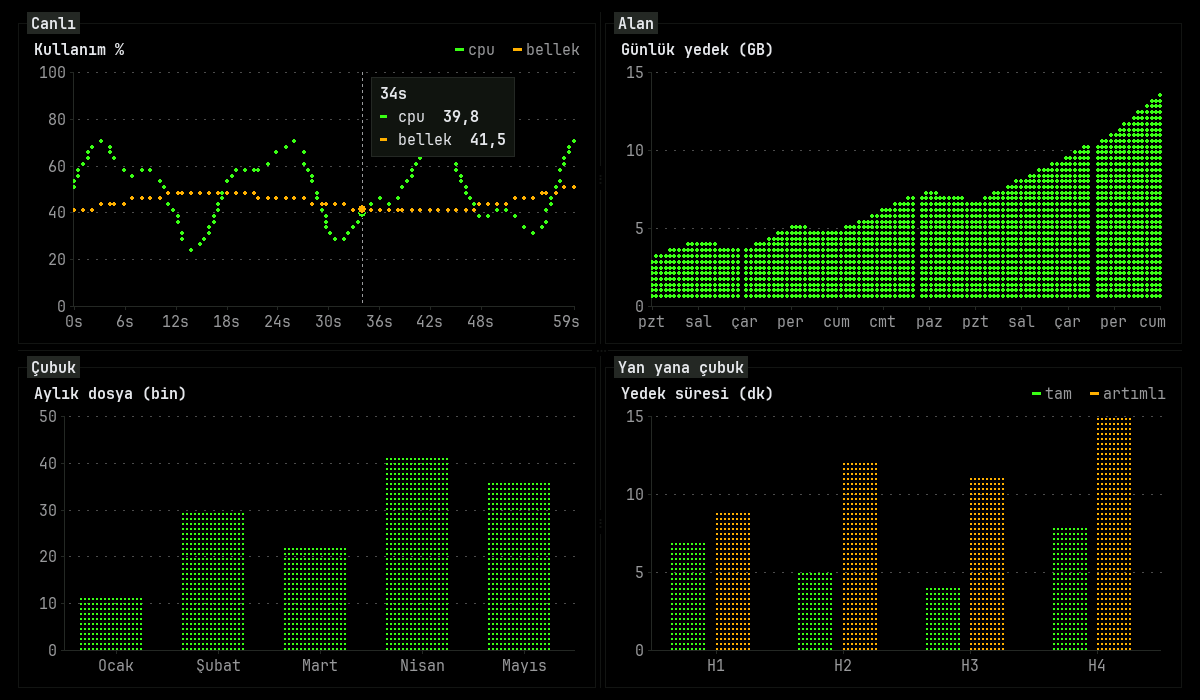 Canlı
Kullanım %
cpu bellek
100
80
60
40
20
0
34s
cpu 39,8
bellek 41,5
0s 6s 12s 18s 24s 30s 36s 42s 48s 59s
Alan
Günlük yedek (GB)
15
10
5
0
pzt sal çar per cum cmt paz pzt sal çar per cum
Çubuk
Aylık dosya (bin)
50
40
30
20
10
0
Ocak Şubat Mart Nisan Mayıs
Yan yana çubuk
Yedek süresi (dk)
tam artımlı
15
10
5
0
H1 H2 H3 H4